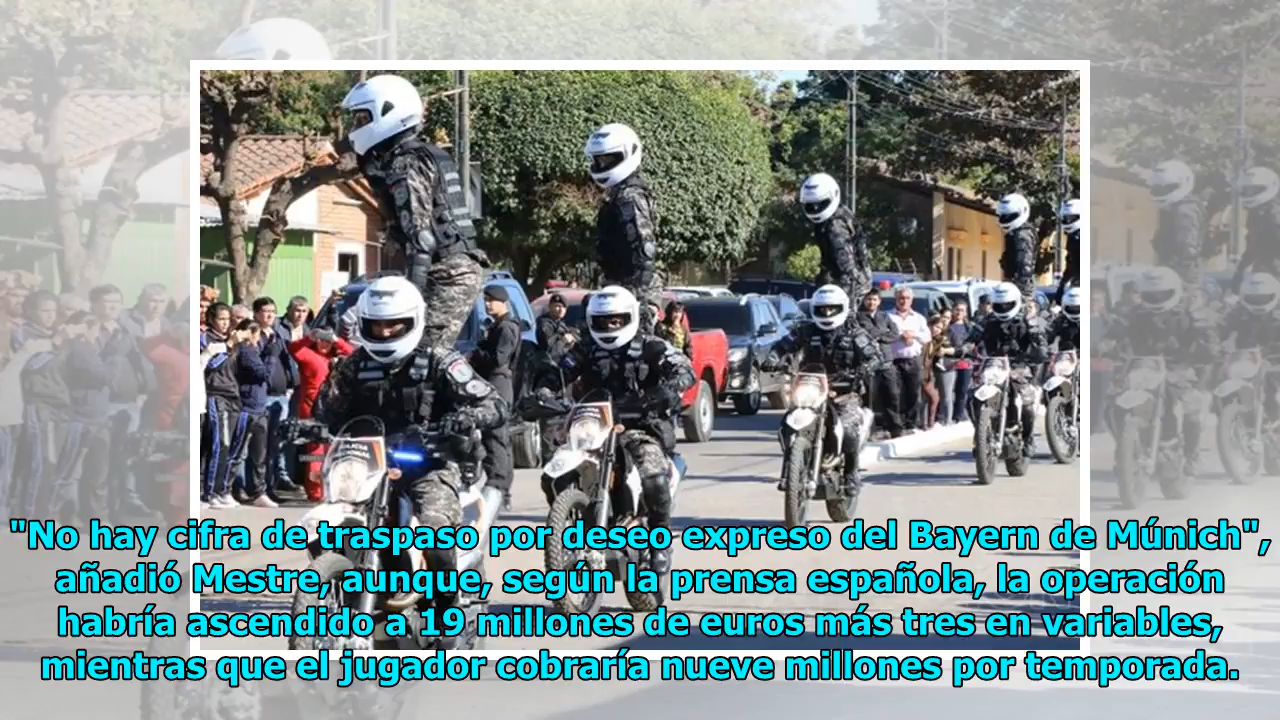 "No hay cifra de traspaso por deseo expreso del Bayern de Múnich",
añadió Mestre, aunque, según la prensa española, la operación
habría ascendido a 19 millones de euros más tres en variables,
mientras que el jugador cobraría nueve millones por temporada.